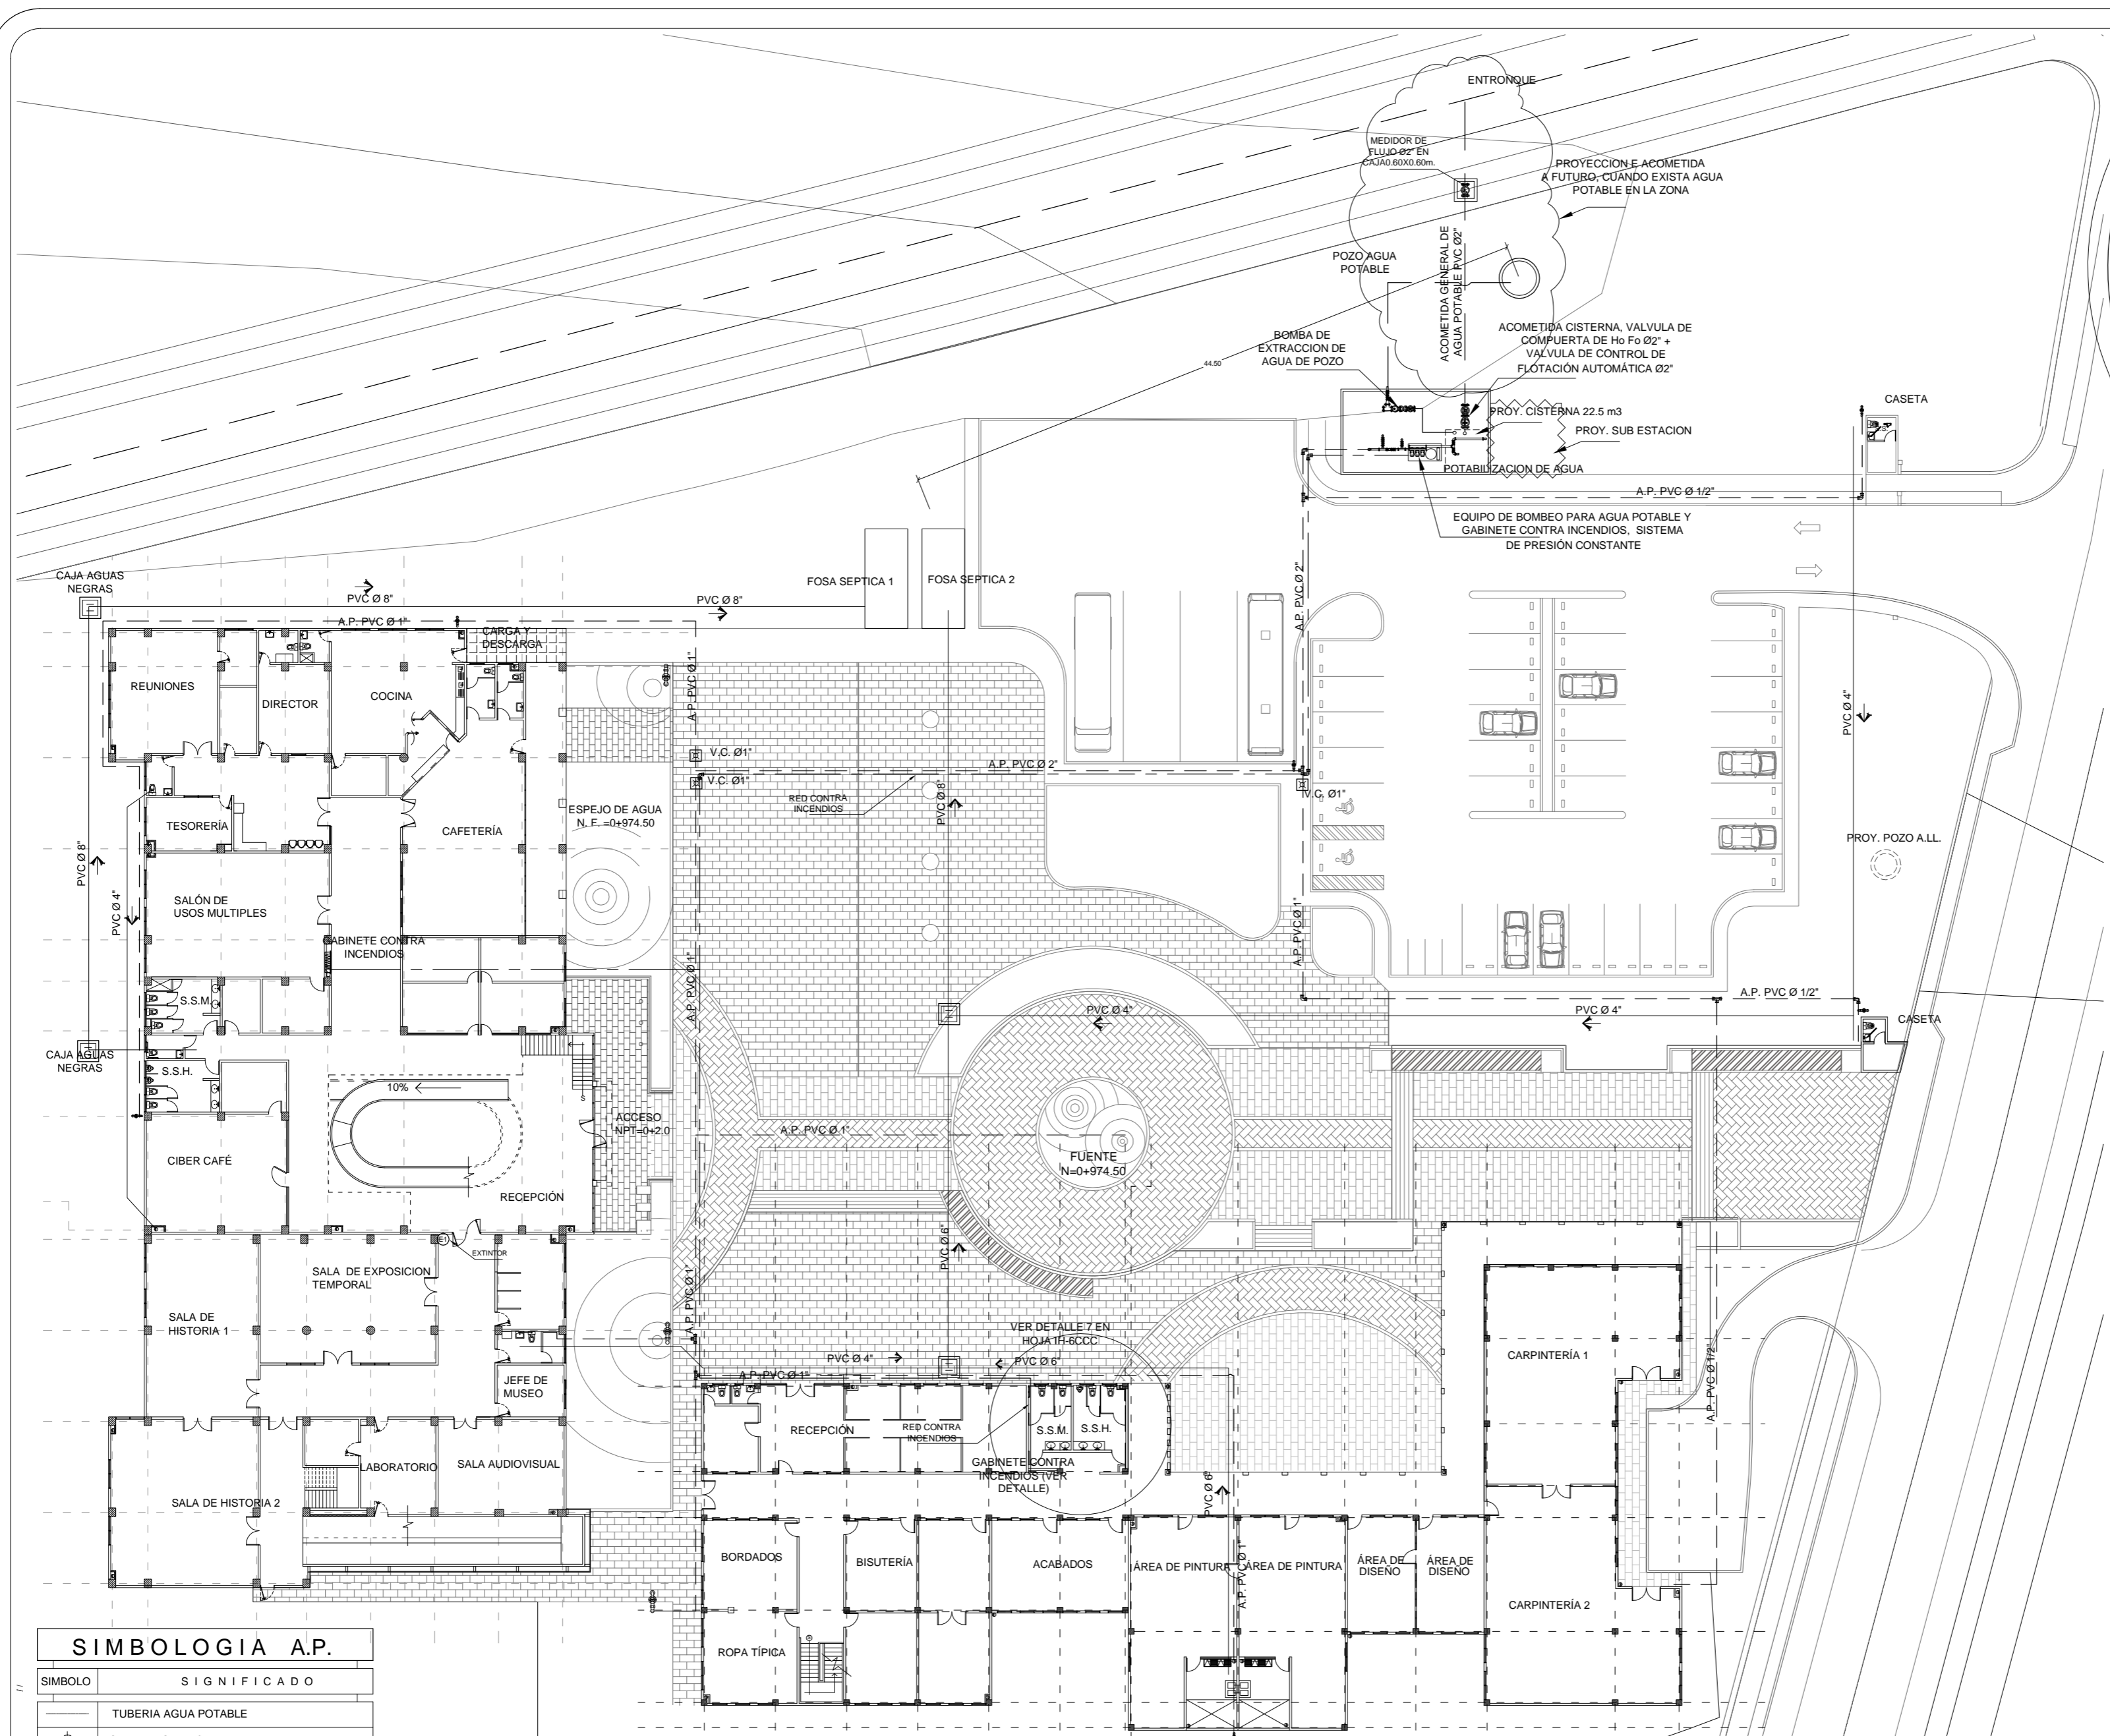 ENTRONQUE
MEDIDOR DE
FLUJO Ø2" EN
CAJA0.60X0.60m.
PROYECCION E ACOMETIDA
A FUTURO, CUANDO EXISTA AGUA
POTABLE EN LA ZONA
POZO AGUA
POTABLE
ACOMETIDA GENERAL DE
AGUA POTABLE PVC Ø2"
BOMBA DE
EXTRACCION DE
AGUA DE POZO
44.50
ACOMETIDA CISTERNA, VALVULA DE
COMPUERTA DE Ho Fo Ø2" +
VALVULA DE CONTROL DE
FLOTACIÓN AUTOMÁTICA Ø2"
PROY. CISTERNA 22.5 m3
PROY. SUB ESTACION
POTABILIZACION DE AGUA
CASETA
A.P. PVC Ø 1/2"
EQUIPO DE BOMBEO PARA AGUA POTABLE Y
GABINETE CONTRA INCENDIOS, SISTEMA
DE PRESIÓN CONSTANTE
CAJA AGUAS
NEGRAS
PVC Ø 8"
PVC Ø 8"
FOSA SEPTICA 1
FOSA SEPTICA 2
A.P. PVC Ø 2"
A.P. PVC Ø 1"
CARGA Y
DESCARGA
REUNIONES
DIRECTOR
COCINA
A.P. PVC Ø 1"
PVC Ø 4"
V.C. Ø1"
V.C. Ø1"
A.P. PVC Ø 2"
RED CONTRA
INCENDIOS
PVC Ø 8"
V.C. Ø1"
ESPEJO DE AGUA
N. F. =0+974.50
TESORERÍA
CAFETERÍA
PROY. POZO A.LL.
PVC Ø 8"
PVC Ø 4"
SALÓN DE
USOS MULTIPLES
GABINETE CONTRA
INCENDIOS
A.P. PVC Ø 1"
A.P. PVC Ø 1"
S.S.M.
A.P. PVC Ø 1/2"
PVC Ø 4"
PVC Ø 4"
CASETA
CAJA AGUAS
NEGRAS
S.S.H.
10%
S
ACCESO
NPT=0+2.0
A.P. PVC Ø 1"
FUENTE
N=0+974.50
CIBER CAFÉ
RECEPCIÓN
E1
EXTINTOR
PVC Ø 6"
SALA DE EXPOSICION
TEMPORAL
A.P. PVC Ø 1"
SALA DE
HISTORIA 1
VER DETALLE 7 EN
HOJA IH-6CCC
PVC Ø 4"
PVC Ø 6"
A.P. PVC Ø 1"
CARPINTERÍA 1
A.P. PVC Ø 1/2"
JEFE DE
MUSEO
RECEPCIÓN
RED CONTRA
INCENDIOS
S.S.M.
S.S.H.
GABINETE CONTRA
INCENDIOS (VER
DETALLE)
LABORATORIO
SALA AUDIOVISUAL
SALA DE HISTORIA 2
PVC Ø 6"
BORDADOS
BISUTERÍA
ACABADOS
ÁREA DE PINTURA
ÁREA DE PINTURA
A.P. PVC Ø 1"
ÁREA DE
DISEÑO
ÁREA DE
DISEÑO
CARPINTERÍA 2
ROPA TÍPICA
SIMBOLOGIA A.P.
SIMBOLO
SIGNIFICADO
TUBERIA AGUA POTABLE